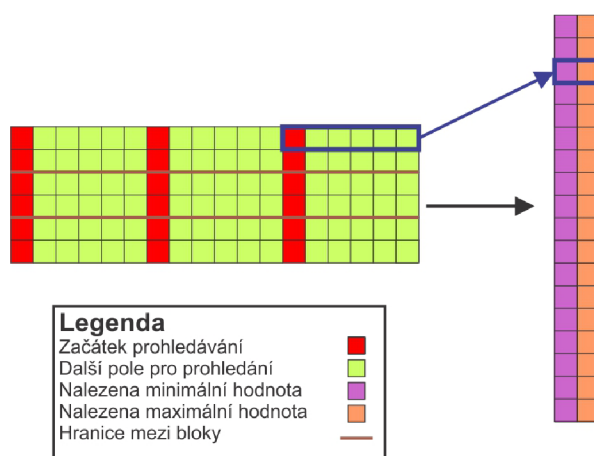 Legenda
Začátek prohledávání
Další pole pro prohledání
Nalezena minimální hodnota
Nalezena maximální hodnota
Hranice mezi bloky